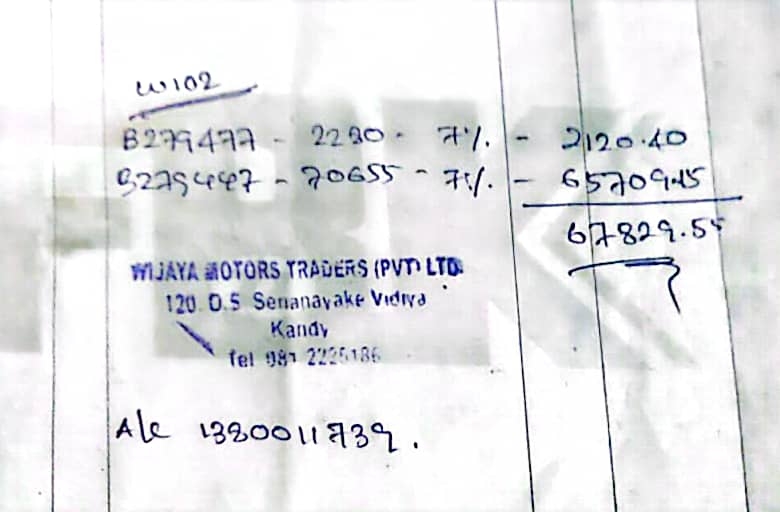 W102
B279477 - 2280 - 7% - 2120.40
B279447 - 70655 - 7% - 65709.15
67829.55
WIJAYA MOTORS TRADERS (PVT) LTD.
120. D.S Senanayake Vidiya
Kandy
Tel 081 2225186
A/c 1380011739.